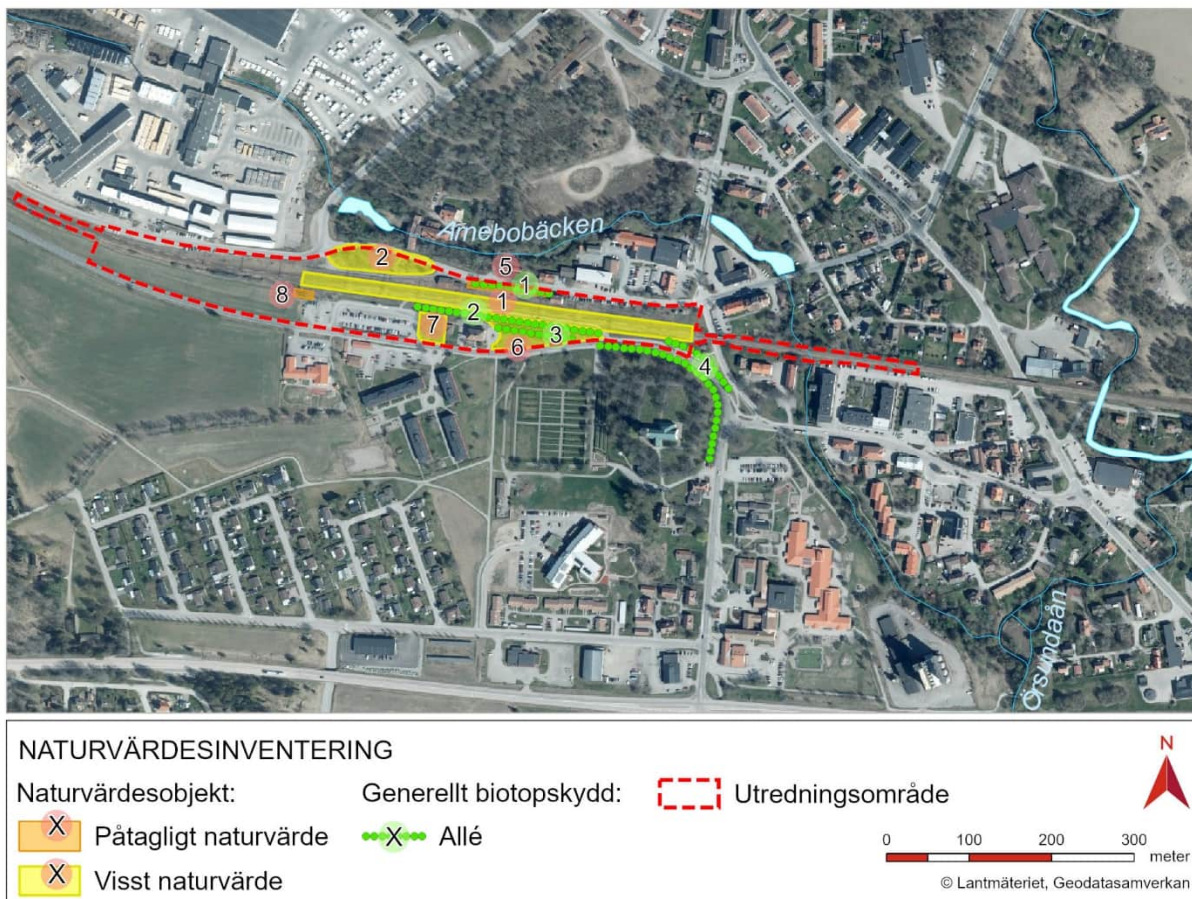 Arnebobäcken
2
5
1
8
1
2
7
3
6
4
Örsundaån
NATURVÄRDESINVENTERING
Naturvärdesobjekt:
X Påtagligt naturvärde
X Visst naturvärde
Generellt biotopskydd:
X Allé
Utredningsområde
N
0 100 200 300
meter
© Lantmäteriet, Geodatasamverkan